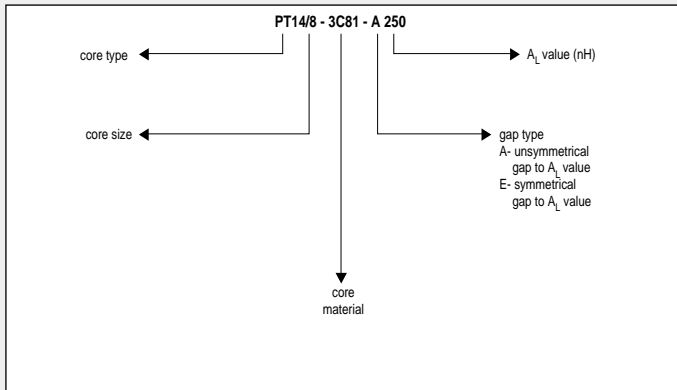 PT14/8 - 3C81 - A 250
core type
A_L value (nH)
core size
gap type
A- unsymmetrical
gap to A_L value
E- symmetrical
gap to A_L value
core
material